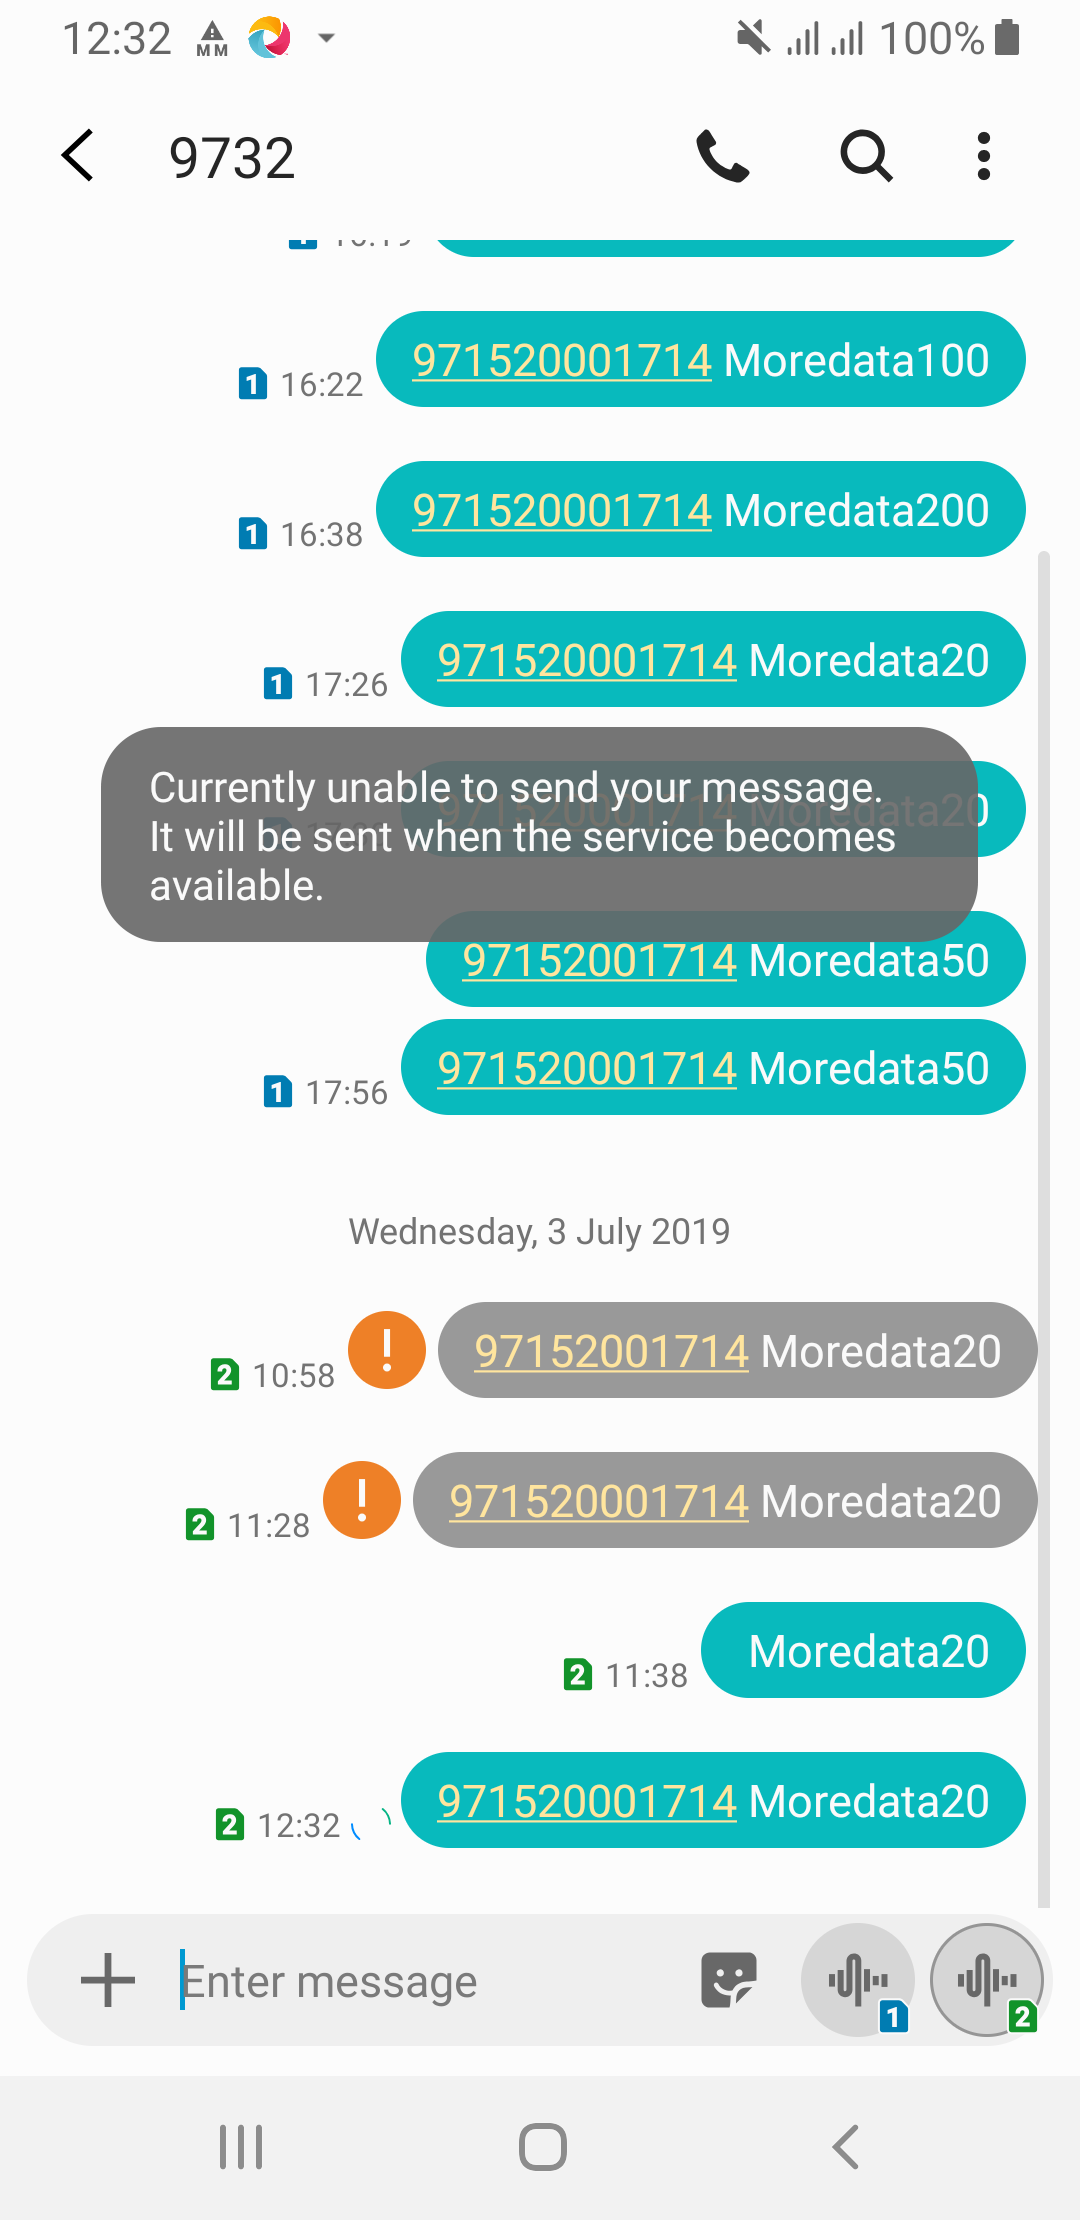 12:32 MM 100%
9732
1 16:22 971520001714 Moredata100
1 16:38 971520001714 Moredata200
1 17:26 971520001714 Moredata20
Currently unable to send your message.
It will be sent when the service becomes
available.
971520001714 Moredata20
97152001714 Moredata50
1 17:56 971520001714 Moredata50
Wednesday, 3 July 2019
2 10:58 ! 97152001714 Moredata20
2 11:28 ! 971520001714 Moredata20
2 11:38 Moredata20
2 12:32 971520001714 Moredata20
Enter message 1 2